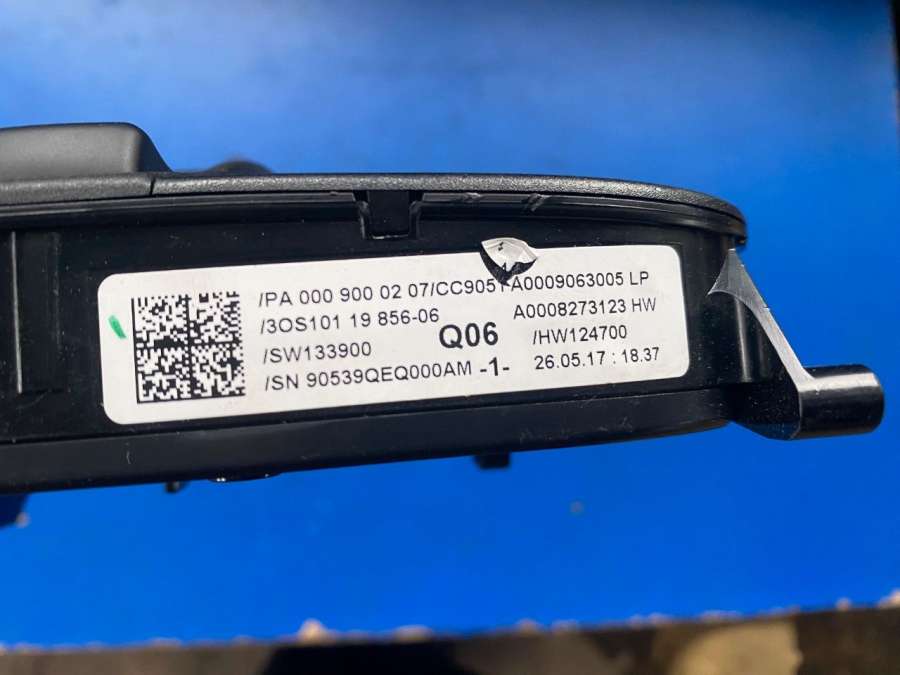 /PA 000 900 02 07/CC9051 A0009063005 LP
/3OS101 19 856-06 A0008273123 HW
/SW133900 Q06 /HW124700
/SN 90539QEQ000AM -1- 26.05.17 : 18.37